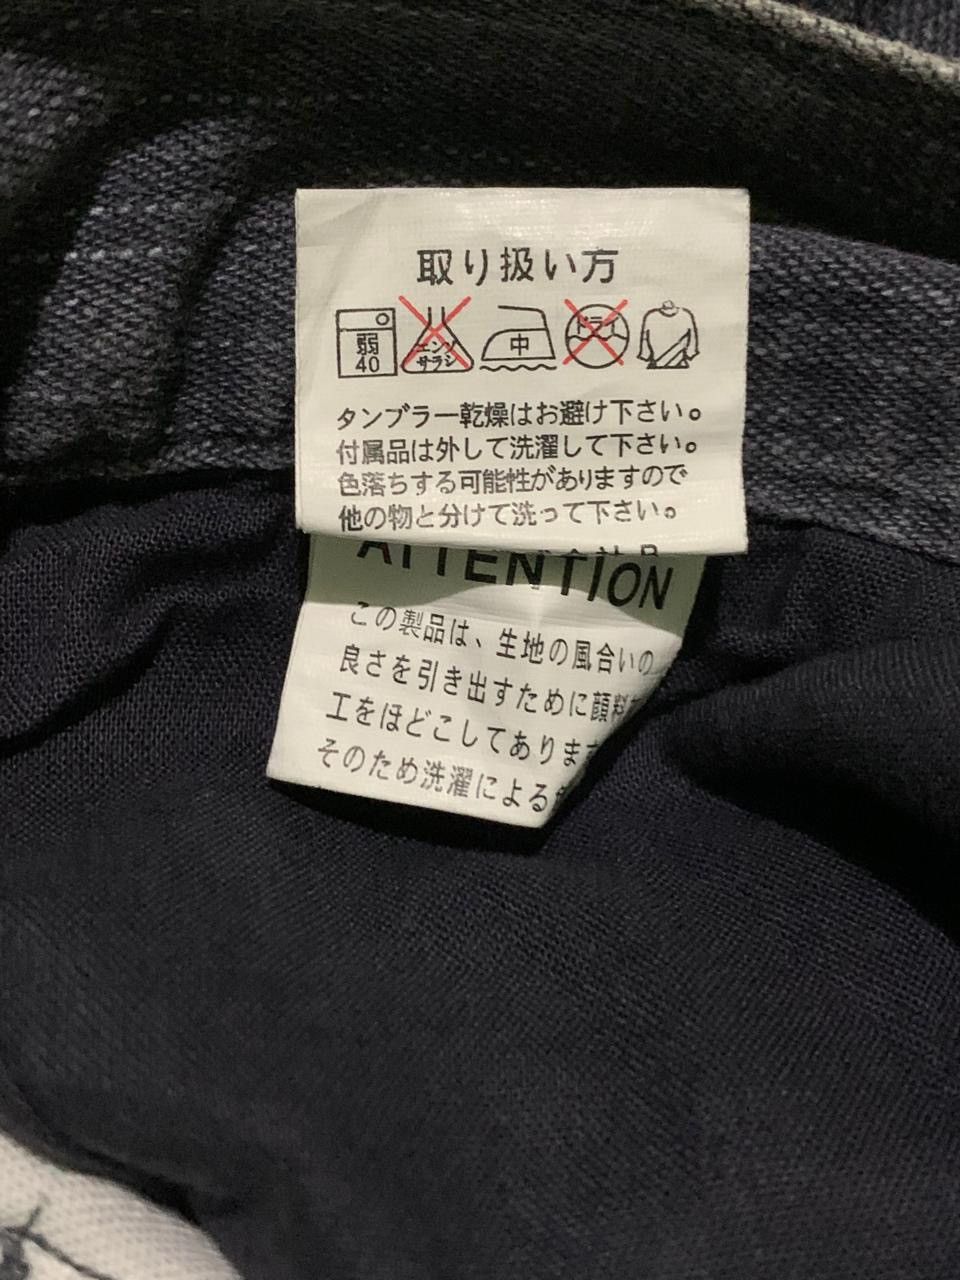 取り扱い方
弱
40
エンソ
サラシ
中
ドライ
タンブラー乾燥はお避け下さい。
付属品は外して洗濯して下さい。
色落ちする可能性がありますので
他の物と分けて洗って下さい。
ATTENTION
この製品は、生地の風合いの
良さを引き出すために顔料
工をほどこしてあります
そのため洗濯による